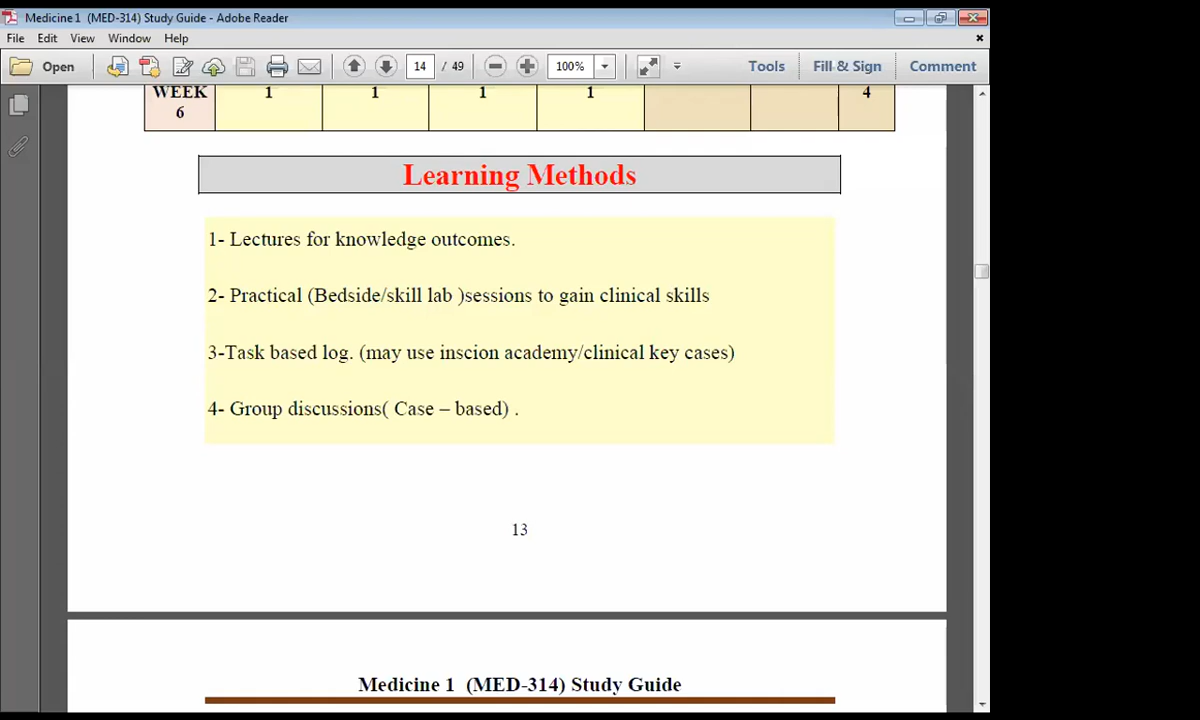 Medicine 1 (MED-314) Study Guide - Adobe Reader
File Edit View Window Help
Open 14 / 49 100% Tools Fill & Sign Comment
WEEK 1 1 1 1 4
6
Learning Methods
1- Lectures for knowledge outcomes.
2- Practical (Bedside/skill lab )sessions to gain clinical skills
3-Task based log. (may use inscion academy/clinical key cases)
4- Group discussions( Case – based) .
13
Medicine 1 (MED-314) Study Guide